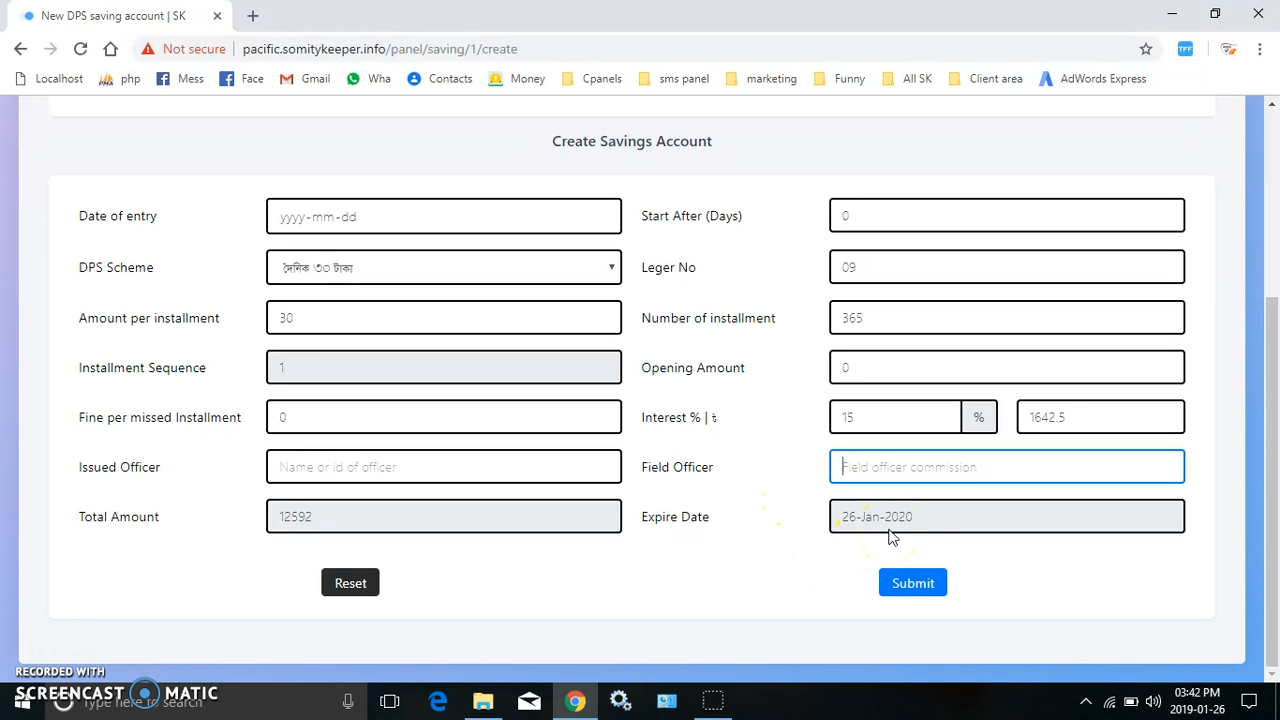 New DPS saving account | SK
Not secure
pacific.somitykeeper.info/panel/saving/1/create
TFF
Localhost
php
Mess
Face
Gmail
Wha
Contacts
Money
Cpanels
sms panel
marketing
Funny
All SK
Client area
AdWords Express
Create Savings Account
Date of entry
yyyy-mm-dd
Start After (Days)
0
DPS Scheme
দৈনিক ৩০ টাকা
Leger No
09
Amount per installment
30
Number of installment
365
Installment Sequence
1
Opening Amount
0
Fine per missed Installment
0
Interest % | ৳
15
%
1642.5
Issued Officer
Name or id of officer
Field Officer
Field officer commission
Total Amount
12592
Expire Date
26-Jan-2020
Reset
Submit
RECORDED WITH
SCREENCAST MATIC
Type here to search
03:42 PM
2019-01-26